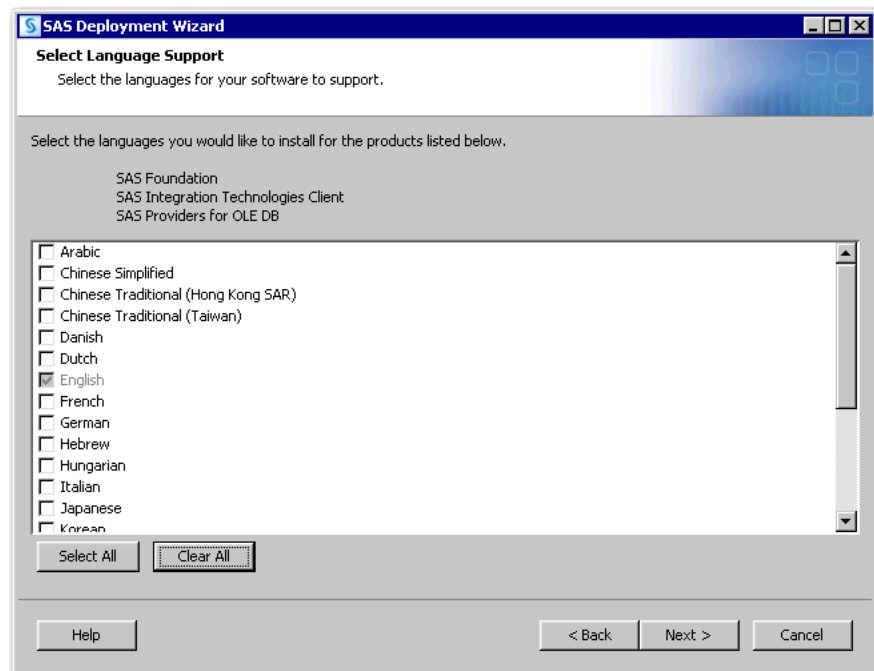 SAS Deployment Wizard
Select Language Support
Select the languages for your software to support.
Select the languages you would like to install for the products listed below.
SAS Foundation
SAS Integration Technologies Client
SAS Providers for OLE DB
Arabic
Chinese Simplified
Chinese Traditional (Hong Kong SAR)
Chinese Traditional (Taiwan)
Danish
Dutch
English
French
German
Hebrew
Hungarian
Italian
Japanese
Korean
Select All Clear All
Help < Back Next > Cancel